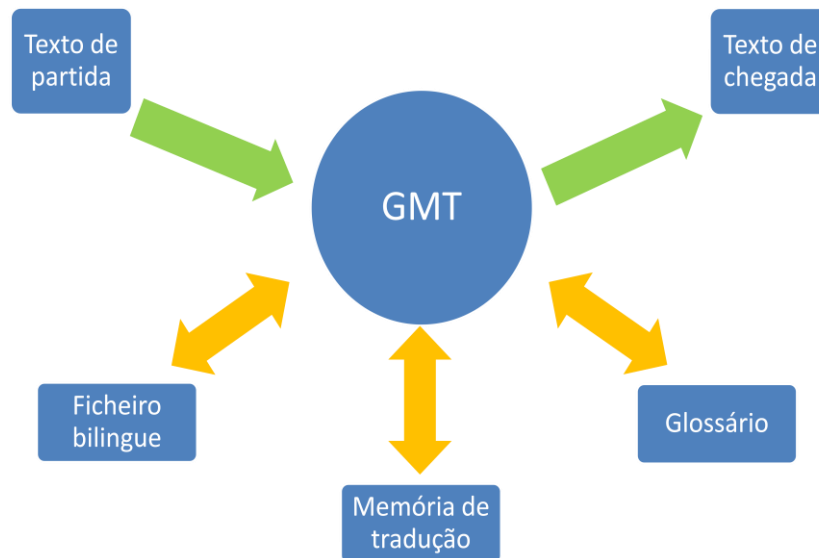 Texto de
partida
Texto de
chegada
GMT
Ficheiro
bilingue
Glossário
Memória de
tradução